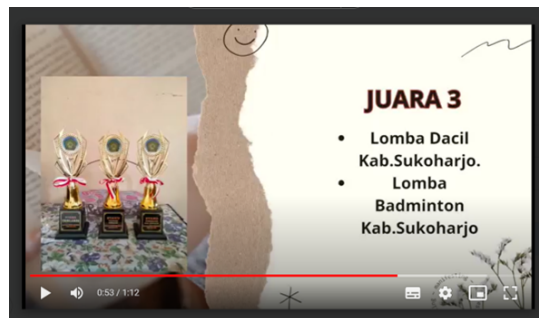 JUARA 3
• Lomba Dacil
Kab.Sukoharjo.
• Lomba
Badminton
Kab.Sukoharjo
0:53 / 1:12